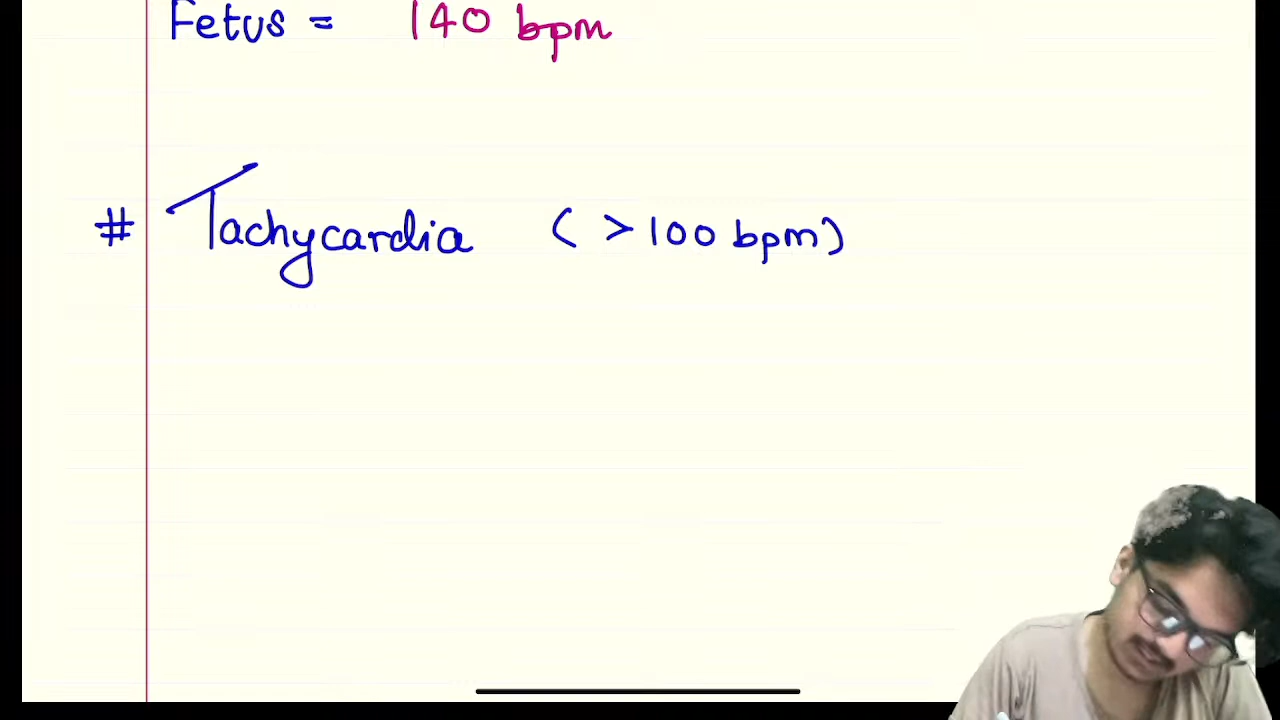 Fetus = 140 bpm
# Tachycardia ( >100 bpm)